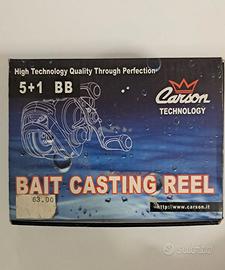 High Technology Quality Through Perfection
5+1 BB
Carson
TECHNOLOGY
BAIT CASTING REEL
63.00
http://www.carson.it
subito